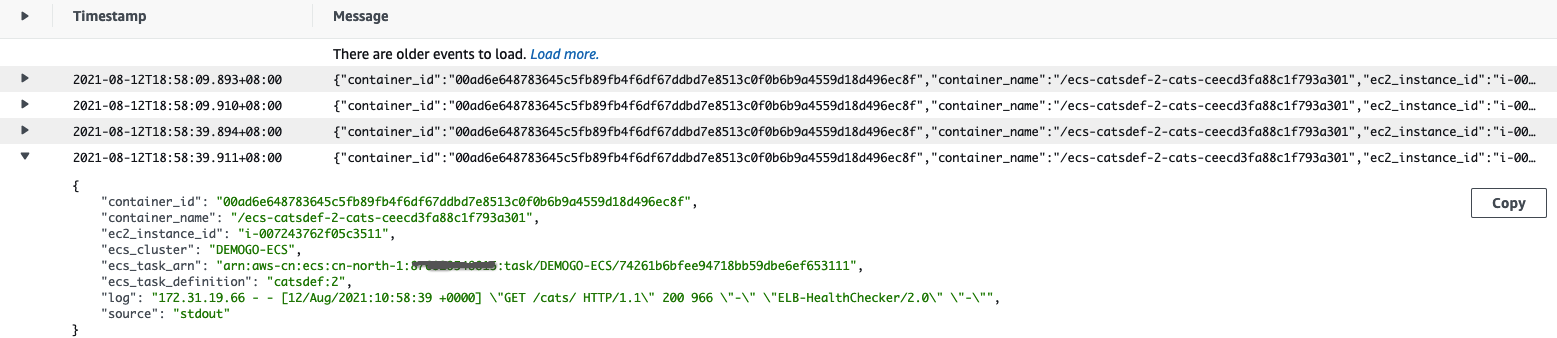 Timestamp Message
There are older events to load. Load more.
2021-08-12T18:58:09.893+08:00 {"container_id":"00ad6e648783645c5fb89fb4f6df67ddbd7e8513c0f0b6b9a4559d18d496ec8f","container_name":"/ecs-catsdef-2-cats-ceecd3fa88c1f793a301","ec2_instance_id":"i-00…
2021-08-12T18:58:09.910+08:00 {"container_id":"00ad6e648783645c5fb89fb4f6df67ddbd7e8513c0f0b6b9a4559d18d496ec8f","container_name":"/ecs-catsdef-2-cats-ceecd3fa88c1f793a301","ec2_instance_id":"i-00…
2021-08-12T18:58:39.894+08:00 {"container_id":"00ad6e648783645c5fb89fb4f6df67ddbd7e8513c0f0b6b9a4559d18d496ec8f","container_name":"/ecs-catsdef-2-cats-ceecd3fa88c1f793a301","ec2_instance_id":"i-00…
2021-08-12T18:58:39.911+08:00 {"container_id":"00ad6e648783645c5fb89fb4f6df67ddbd7e8513c0f0b6b9a4559d18d496ec8f","container_name":"/ecs-catsdef-2-cats-ceecd3fa88c1f793a301","ec2_instance_id":"i-00…
{
"container_id": "00ad6e648783645c5fb89fb4f6df67ddbd7e8513c0f0b6b9a4559d18d496ec8f",
Copy
"container_name": "/ecs-catsdef-2-cats-ceecd3fa88c1f793a301",
"ec2_instance_id": "i-007243762f05c3511",
"ecs_cluster": "DEMOGO-ECS",
"ecs_task_arn": "arn:aws-cn:ecs:cn-north-1: :task/DEMOGO-ECS/74261b6bfee94718bb59dbe6ef653111",
"ecs_task_definition": "catsdef:2",
"log": "172.31.19.66 - - [12/Aug/2021:10:58:39 +0000] \"GET /cats/ HTTP/1.1\" 200 966 \"-\" \"ELB-HealthChecker/2.0\" \"-\"",
"source": "stdout"
}